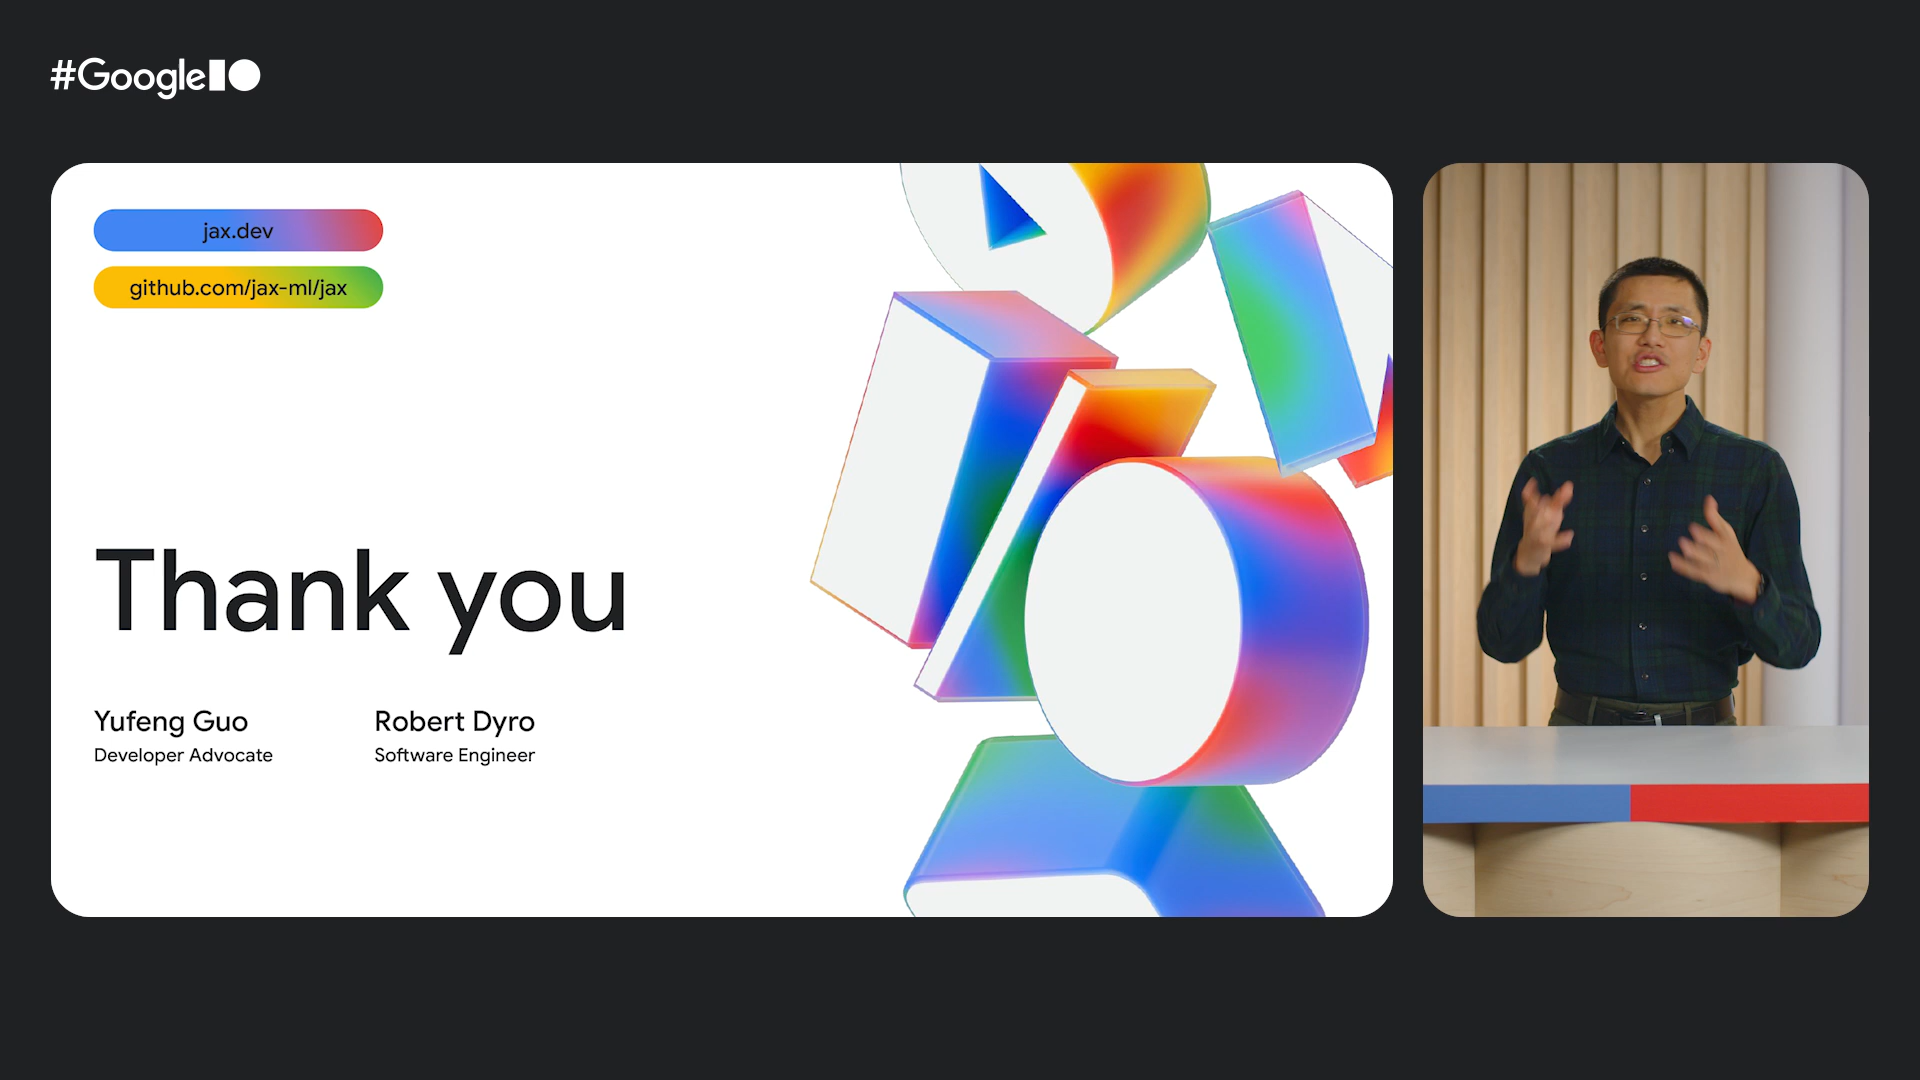 #GoogleIO
jax.dev
github.com/jax-ml/jax
Thank you
Yufeng Guo
Developer Advocate
Robert Dyro
Software Engineer